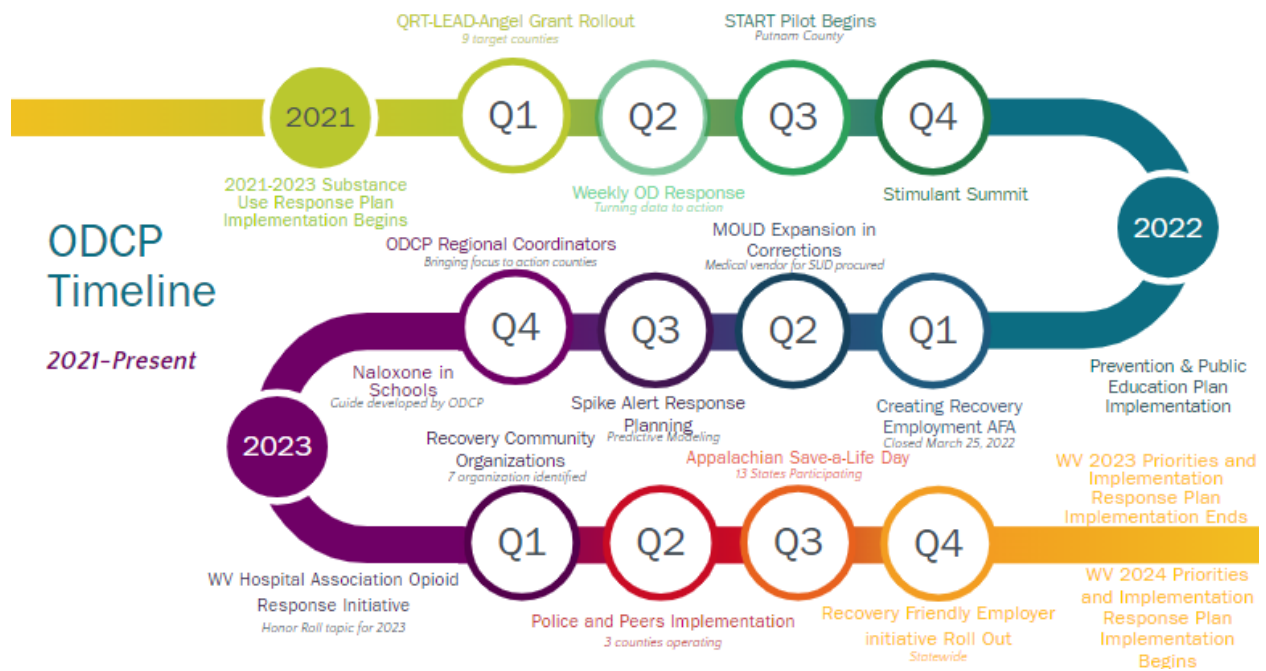 QRT-LEAD-Angel Grant Rollout
9 target counties
START Pilot Begins
Putnam County
2021
Q1
Q2
Q3
Q4
2021-2023 Substance
Use Response Plan
Implementation Begins
Weekly OD Response
Turning data to action
Stimulant Summit
2022
ODCP
Timeline
2021–Present
ODCP Regional Coordinators
Bringing focus to action counties
MOUD Expansion in
Corrections
Medical vendor for SUD procured
Q4
Q3
Q2
Q1
Prevention & Public
Education Plan
Implementation
Naloxone in
Schools
Guide developed by ODCP
Spike Alert Response
Planning
Predictive Modeling
Creating Recovery
Employment AFA
Closed March 25, 2022
2023
Recovery Community
Organizations
7 organization identified
Appalachian Save-a-Life Day
13 States Participating
WV 2023 Priorities and
Implementation
Response Plan
Implementation Ends
Q1
Q2
Q3
Q4
WV Hospital Association Opioid
Response Initiative
Honor Roll topic for 2023
Police and Peers Implementation
3 counties operating
Recovery Friendly Employer
initiative Roll Out
Statewide
WV 2024 Priorities
and Implementation
Response Plan
Implementation
Begins